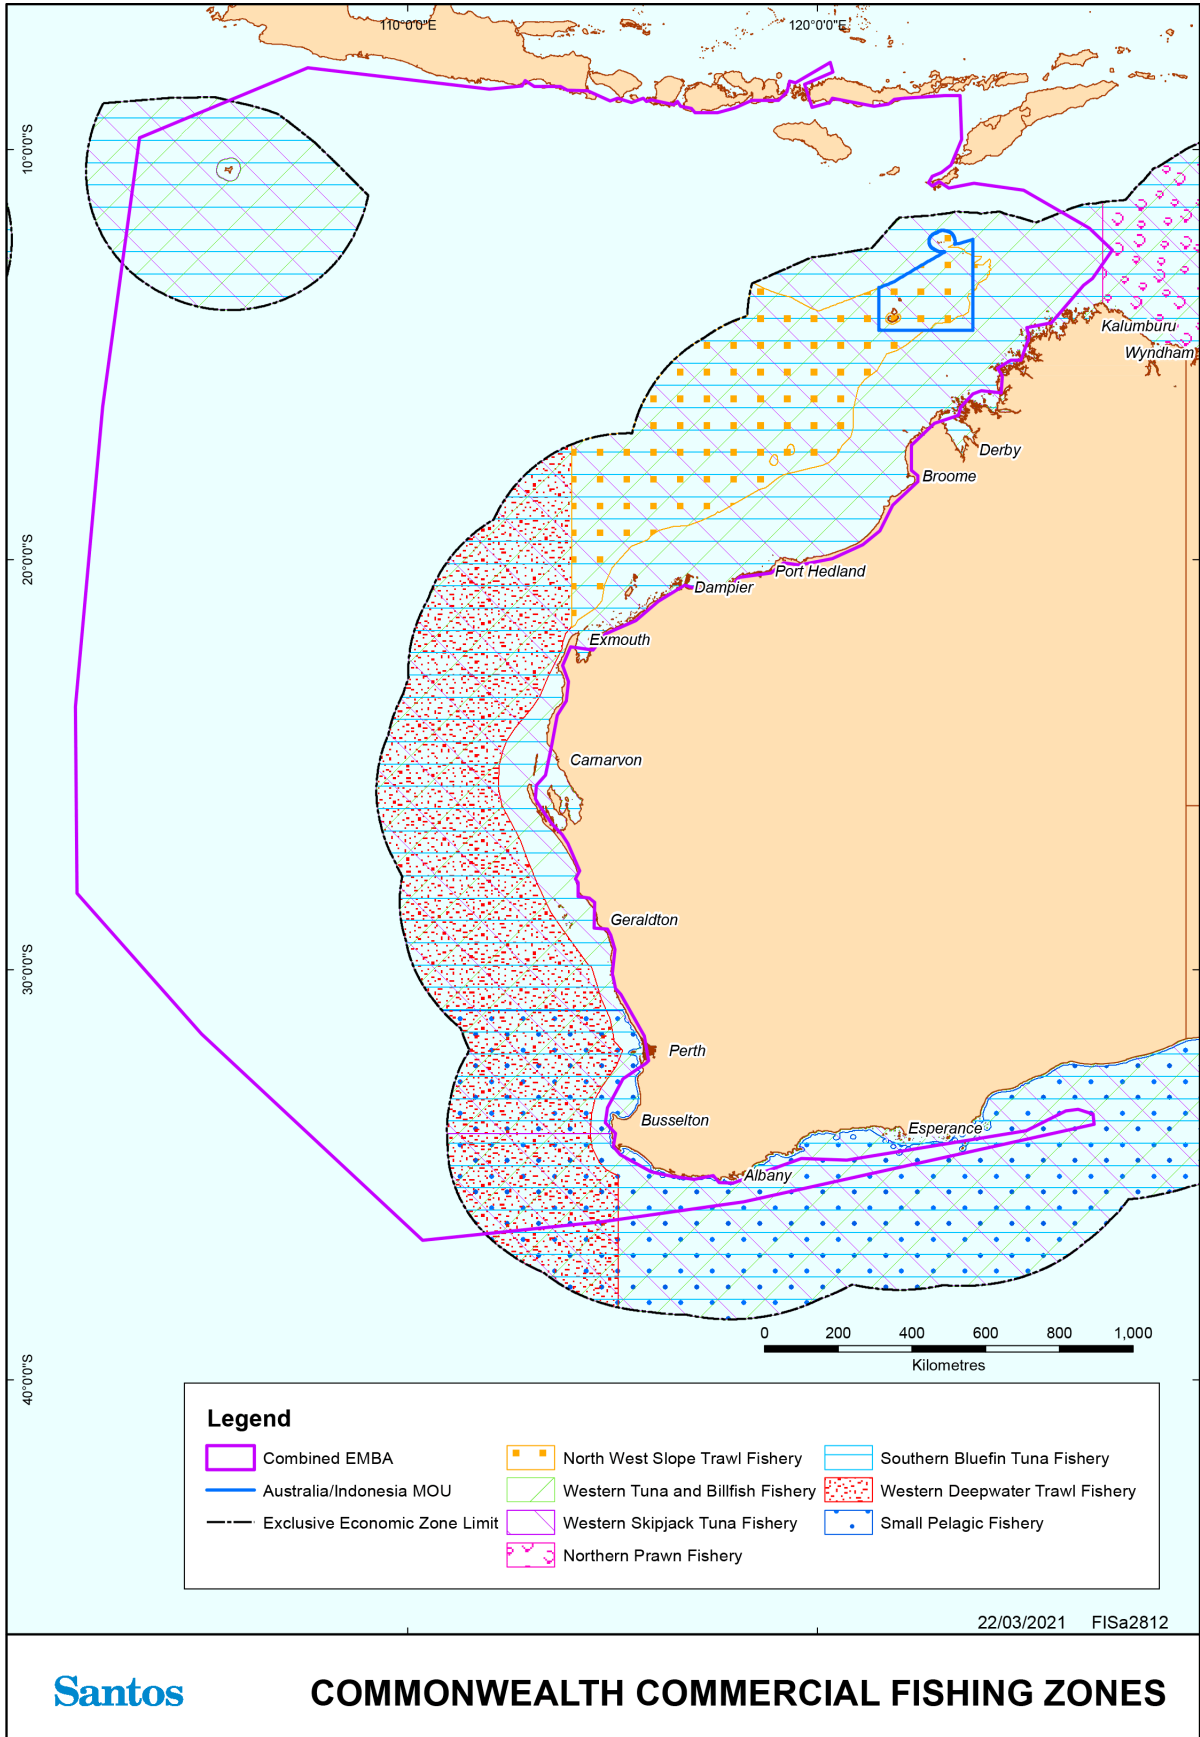 110°0'0"E
120°0'0"E
10°0'0"S
20°0'0"S
30°0'0"S
40°0'0"S
Kalumburu
Wyndham
Derby
Broome
Port Hedland
Dampier
Exmouth
Carnarvon
Geraldton
Perth
Busselton
Esperance
Albany
0 200 400 600 800 1,000
Kilometres
Legend
Combined EMBA
Australia/Indonesia MOU
Exclusive Economic Zone Limit
North West Slope Trawl Fishery
Western Tuna and Billfish Fishery
Western Skipjack Tuna Fishery
Northern Prawn Fishery
Southern Bluefin Tuna Fishery
Western Deepwater Trawl Fishery
Small Pelagic Fishery
22/03/2021 FISa2812
Santos
COMMONWEALTH COMMERCIAL FISHING ZONES